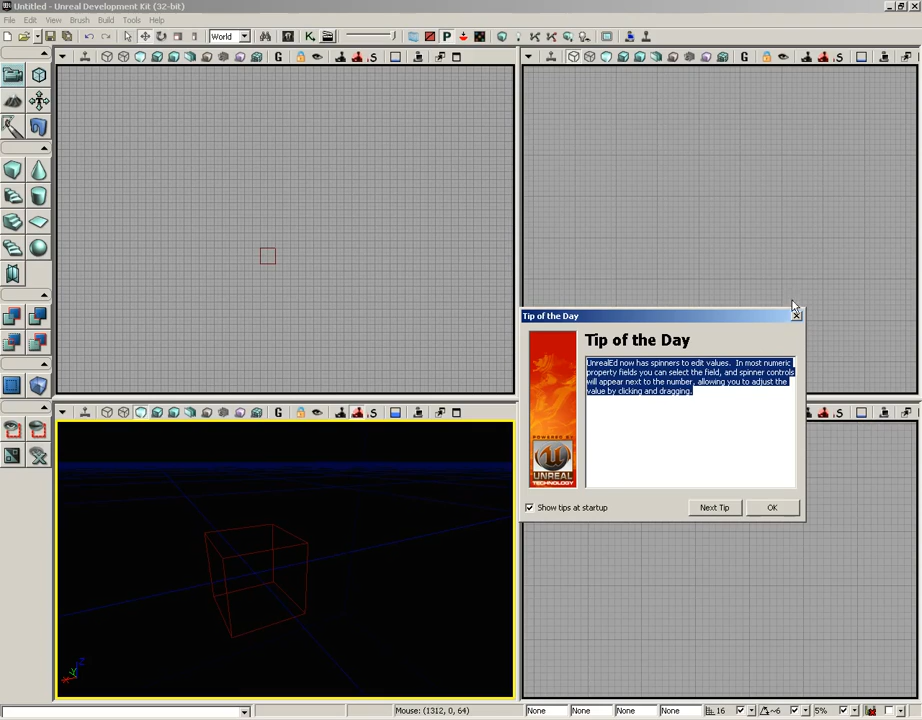 Untitled - Unreal Development Kit (32-bit)
File Edit View Brush Build Tools Help
World
G
G
G
Tip of the Day
Tip of the Day
UnrealEd now has spinners to edit values. In most numeric
property fields you can select the field, and spinner controls
will appear next to the number, allowing you to adjust the
value by clicking and dragging.
POWERED BY
UNREAL
TECHNOLOGY
Show tips at startup
Next Tip
OK
Mouse: (1312, 0, 64)
None
None
None
None
16
~6
5%